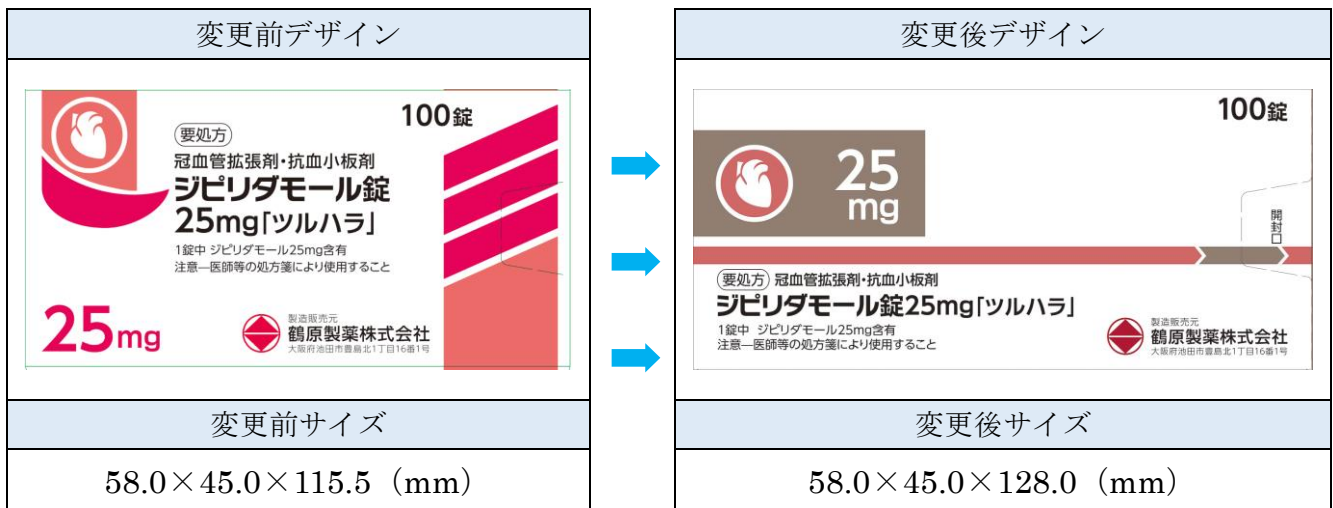 変更前デザイン
100錠
要処方
冠血管拡張剤・抗血小板剤
ジピリダモール錠
25mg「ツルハラ」
1錠中 ジピリダモール25mg含有
注意―医師等の処方箋により使用すること
25mg
製造販売元
鶴原製薬株式会社
大阪府池田市豊島北1丁目16番1号
変更前サイズ
58.0×45.0×115.5（mm）
変更後デザイン
100錠
25
mg
開封口
要処方 冠血管拡張剤・抗血小板剤
ジピリダモール錠25mg「ツルハラ」
1錠中 ジピリダモール25mg含有
注意―医師等の処方箋により使用すること
製造販売元
鶴原製薬株式会社
大阪府池田市豊島北1丁目16番1号
変更後サイズ
58.0×45.0×128.0（mm）